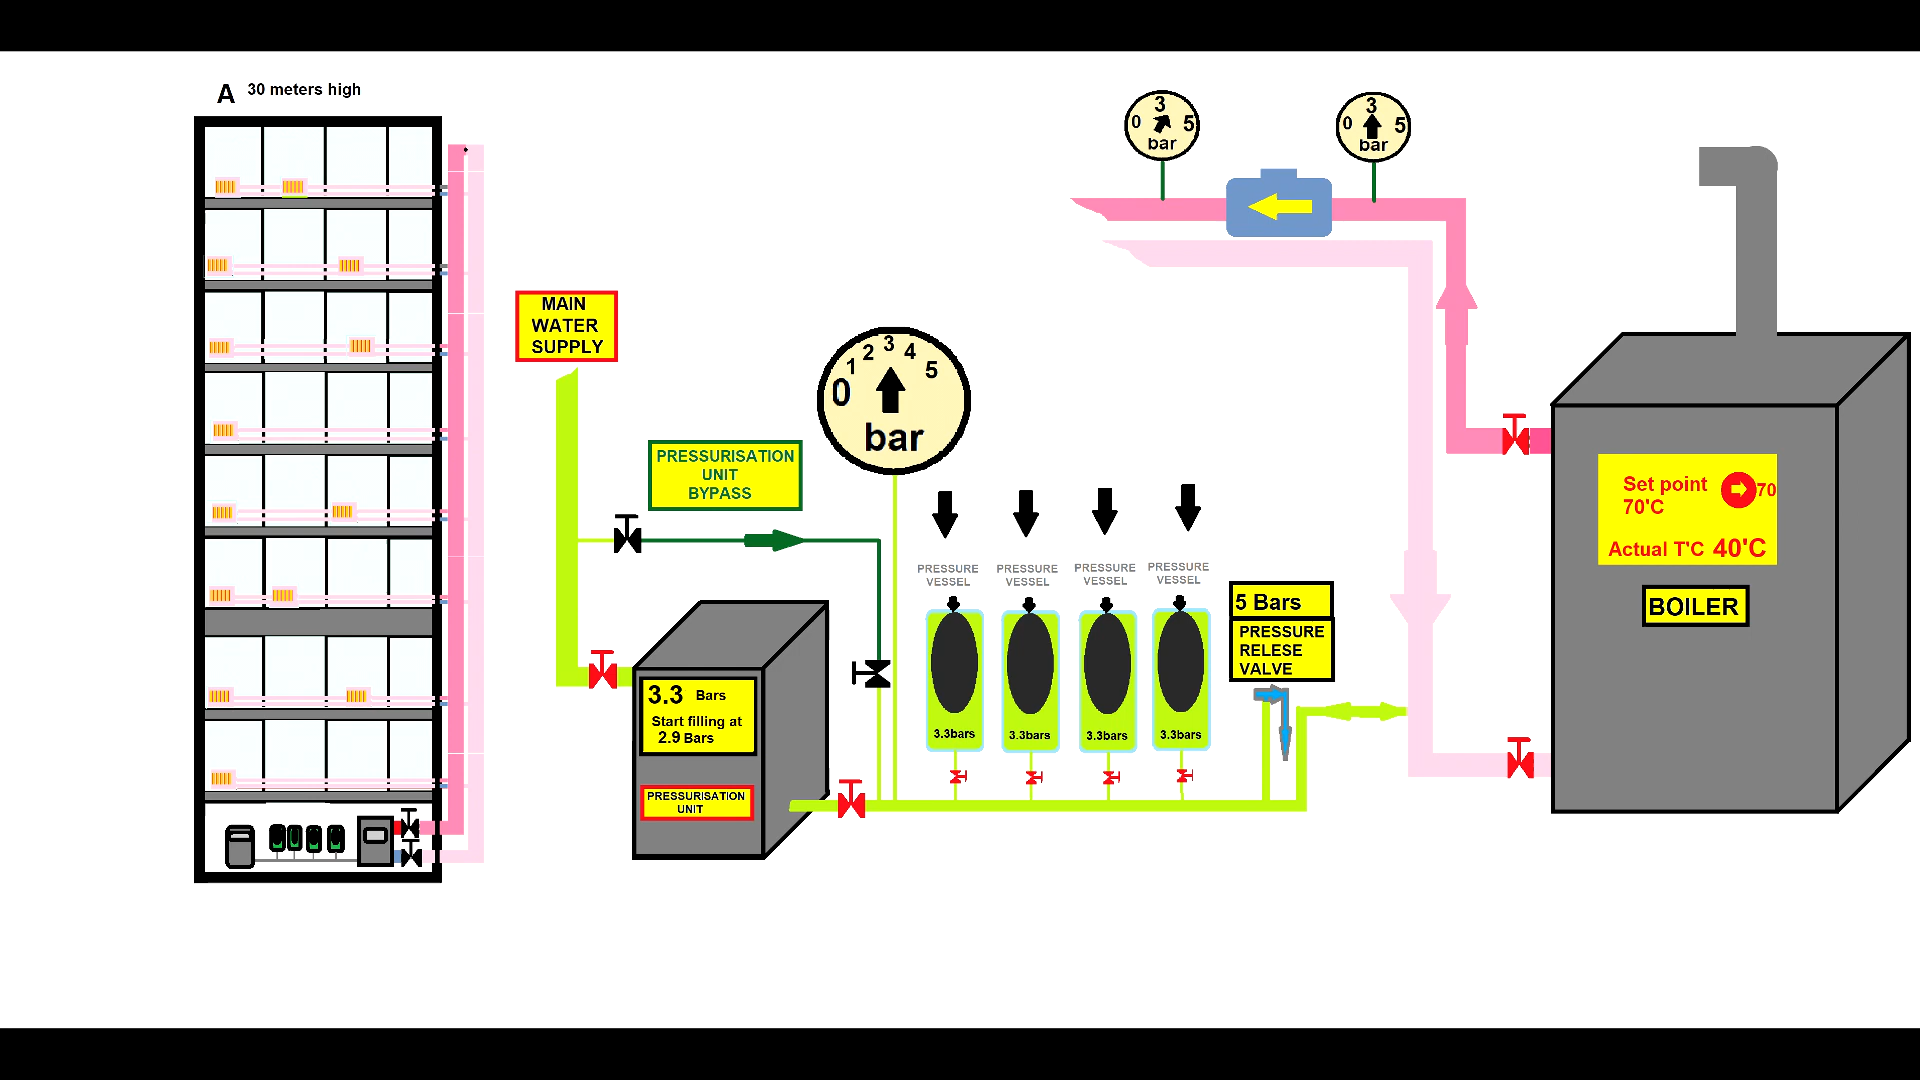 A 30 meters high
0 3 5
bar
0 3 5
bar
MAIN
WATER
SUPPLY
0 1 2 3 4 5
bar
PRESSURISATION
UNIT
BYPASS
PRESSURE
VESSEL
PRESSURE
VESSEL
PRESSURE
VESSEL
PRESSURE
VESSEL
3.3bars
3.3bars
3.3bars
3.3bars
5 Bars
PRESSURE
RELESE
VALVE
3.3 Bars
Start filling at
2.9 Bars
PRESSURISATION
UNIT
Set point 70
70'C
Actual T'C 40'C
BOILER